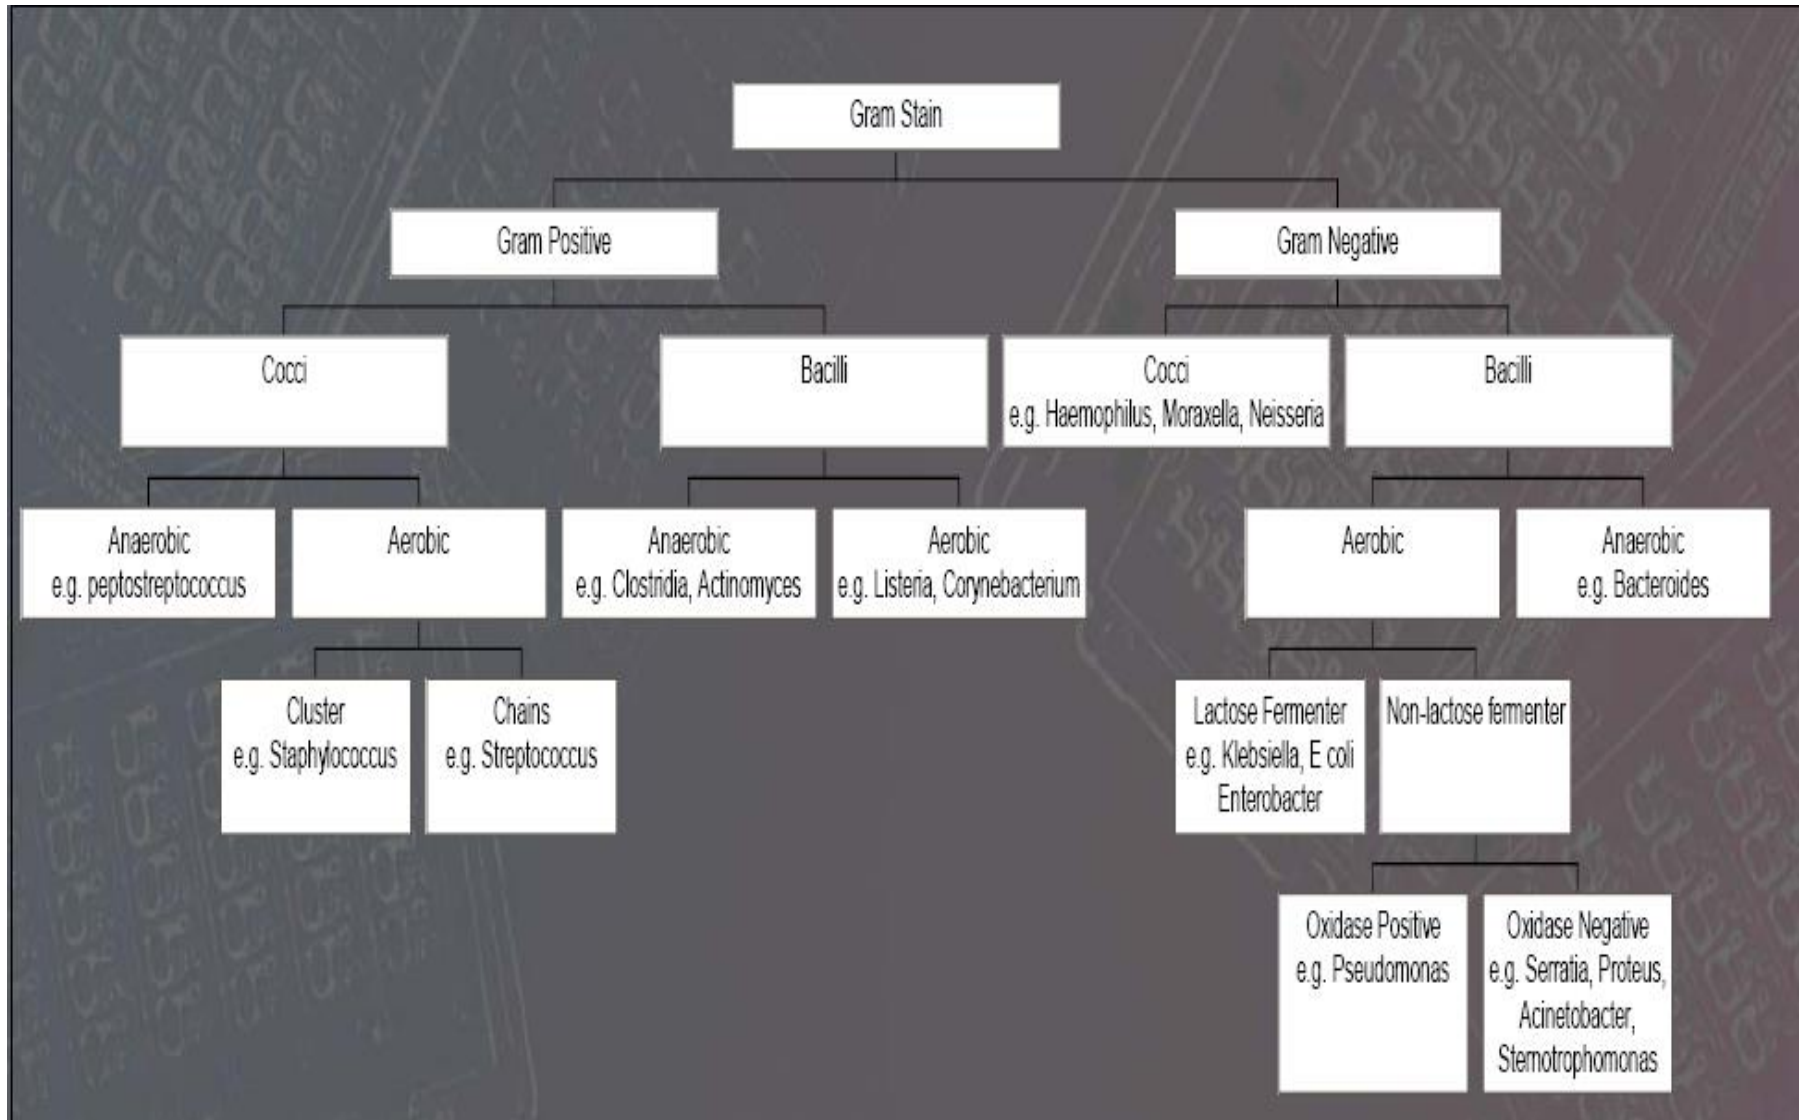 Gram Stain
Gram Positive
Gram Negative
Cocci
Bacilli
Cocci
e.g. Haemophilus, Moraxella, Neisseria
Bacilli
Anaerobic
e.g. peptostreptococcus
Aerobic
Anaerobic
e.g. Clostridia, Actinomyces
Aerobic
e.g. Listeria, Corynebacterium
Aerobic
Anaerobic
e.g. Bacteroides
Cluster
e.g. Staphylococcus
Chains
e.g. Streptococcus
Lactose Fermenter
e.g. Klebsiella, E coli
Enterobacter
Non-lactose fermenter
Oxidase Positive
e.g. Pseudomonas
Oxidase Negative
e.g. Serratia, Proteus,
Acinetobacter,
Sternotrophomonas